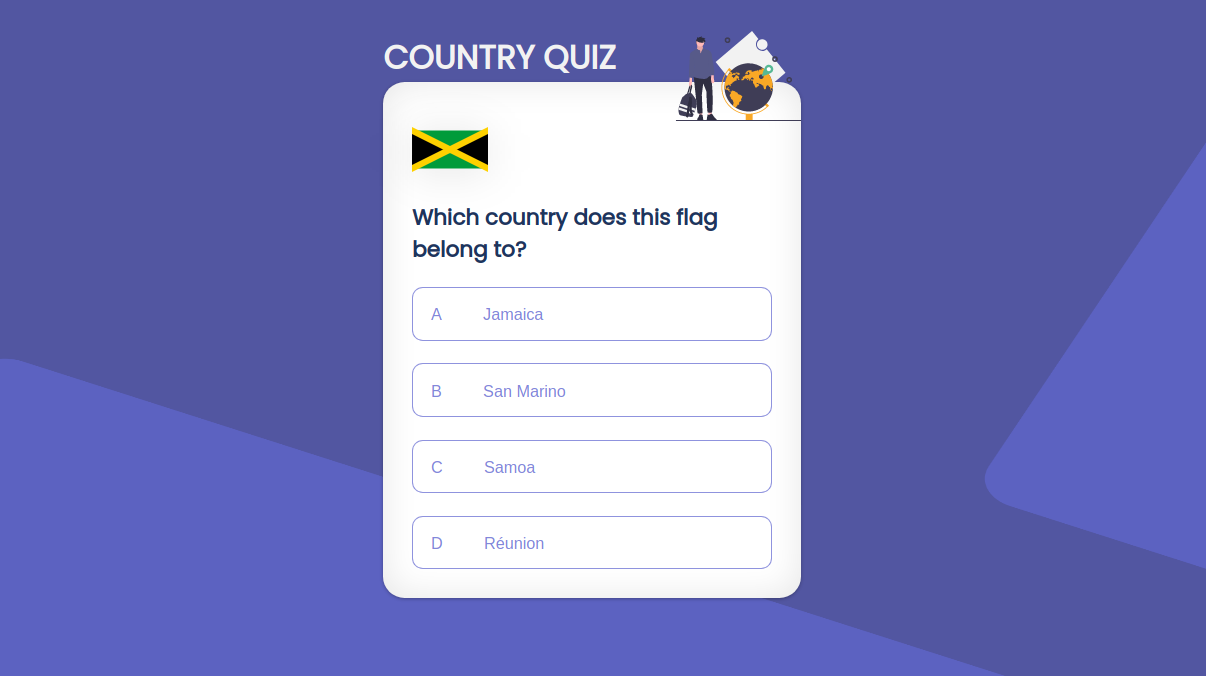 COUNTRY QUIZ
Which country does this flag
belong to?
A Jamaica
B San Marino
C Samoa
D Réunion